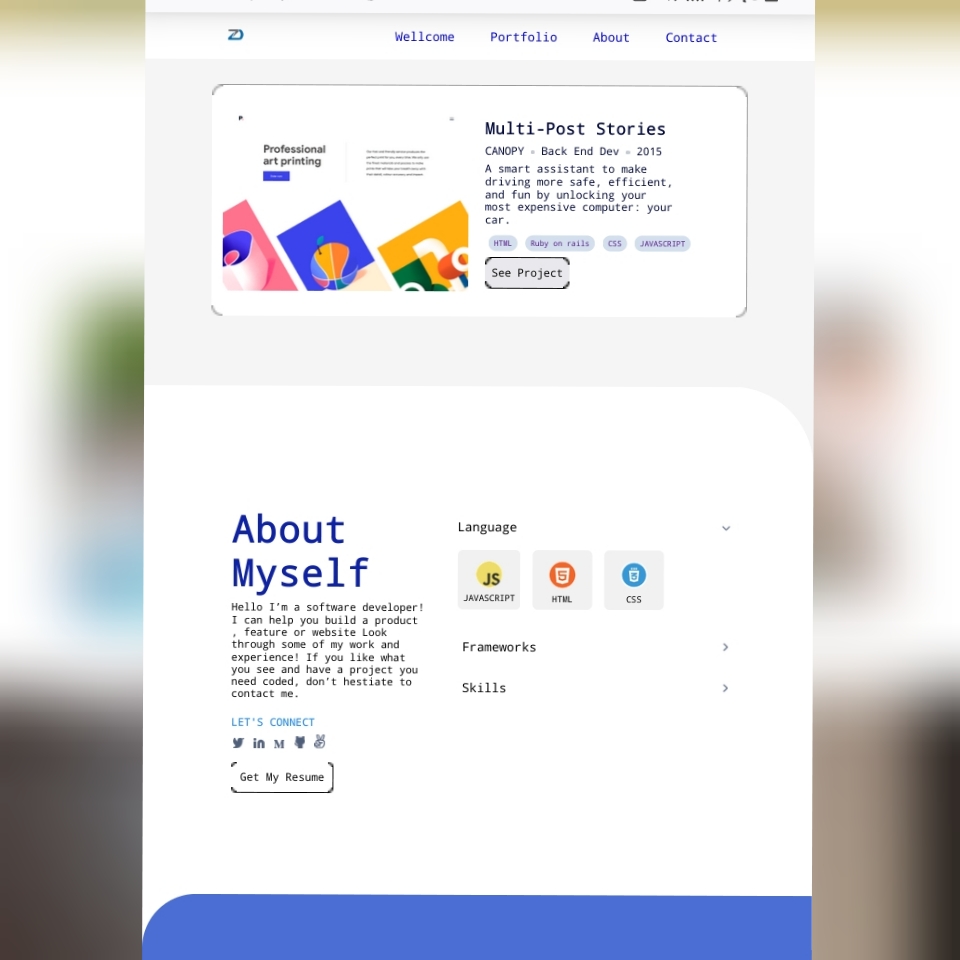 ZD
Wellcome Portfolio About Contact
Professional
art printing
Multi-Post Stories
CANOPY Back End Dev 2015
A smart assistant to make
driving more safe, efficient,
and fun by unlocking your
most expensive computer: your
car.
HTML Ruby on rails CSS JAVASCRIPT
See Project
About
Myself
Hello I'm a software developer!
I can help you build a product
, feature or website Look
through some of my work and
experience! If you like what
you see and have a project you
need coded, don't hestiate to
contact me.
LET'S CONNECT
Get My Resume
Language
JS
JAVASCRIPT HTML CSS
Frameworks
Skills